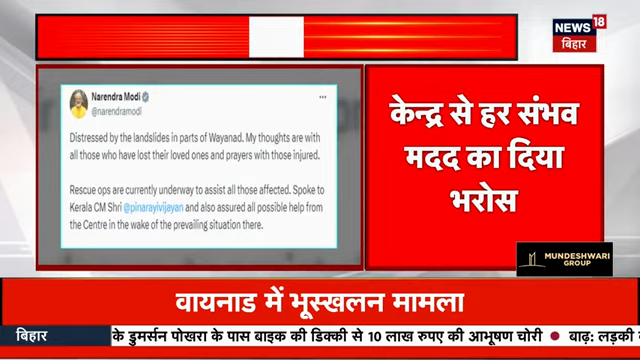 NEWS 18
बिहार
Narendra Modi
@narendramodi
Distressed by the landslides in parts of Wayanad. My thoughts are with
all those who have lost their loved ones and prayers with those injured.
Rescue ops are currently underway to assist all those affected. Spoke to
Kerala CM Shri @pinarayivijayan and also assured all possible help from
the Centre in the wake of the prevailing situation there.
केन्द्र से हर संभव
मदद का दिया
भरोस
MUNDESHWARI
GROUP
वायनाड में भूस्खलन मामला
बिहार
के डुमर्सन पोखरा के पास बाइक की डिक्की से 10 लाख रुपए की आभूषण चोरी ● बाढ़: लड़की